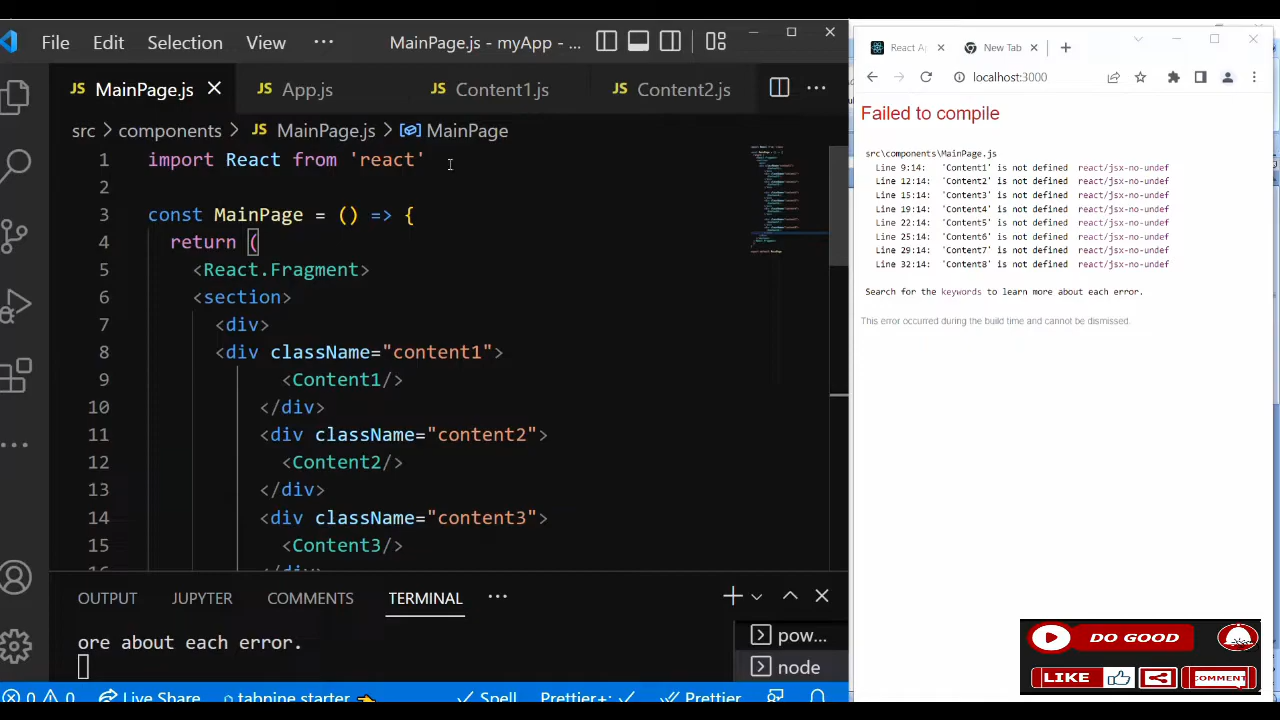 File Edit Selection View ··· MainPage.js - myApp - ...
JS MainPage.js JS App.js JS Content1.js JS Content2.js ···
src > components > JS MainPage.js > MainPage
1 import React from 'react'
2
3 const MainPage = () => {
4 return (
5 <React.Fragment>
6 <section>
7 <div>
8 <div className="content1">
9 <Content1/>
10 </div>
11 <div className="content2">
12 <Content2/>
13 </div>
14 <div className="content3">
15 <Content3/>
16 </div>
OUTPUT JUPYTER COMMENTS TERMINAL ···
ore about each error.
pow...
node
0 0 Live Share tabnine starter Spell Prettier+: Prettier
React Ap New Tab
localhost:3000
Failed to compile
src\components\MainPage.js
Line 9:14: 'Content1' is not defined react/jsx-no-undef
Line 12:14: 'Content2' is not defined react/jsx-no-undef
Line 15:14: 'Content3' is not defined react/jsx-no-undef
Line 19:14: 'Content4' is not defined react/jsx-no-undef
Line 22:14: 'Content5' is not defined react/jsx-no-undef
Line 25:14: 'Content6' is not defined react/jsx-no-undef
Line 29:14: 'Content7' is not defined react/jsx-no-undef
Line 32:14: 'Content8' is not defined react/jsx-no-undef
Search for the keywords to learn more about each error.
This error occurred during the build time and cannot be dismissed.
DO GOOD
LIKE COMMENT